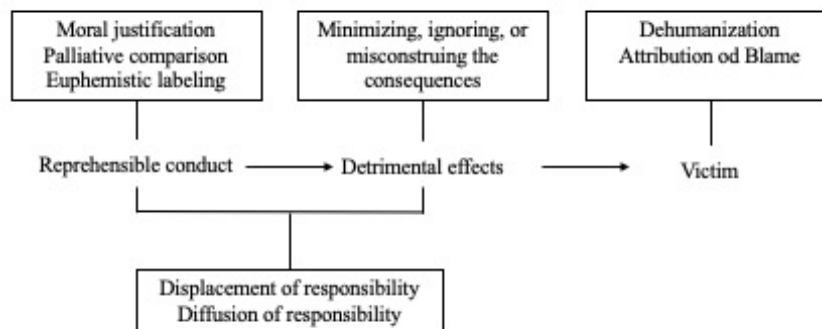 Moral justification
Palliative comparison
Euphemistic labeling
Minimizing, ignoring, or
misconstruing the
consequences
Dehumanization
Attribution od Blame
Reprehensible conduct
Detrimental effects
Victim
Displacement of responsibility
Diffusion of responsibility